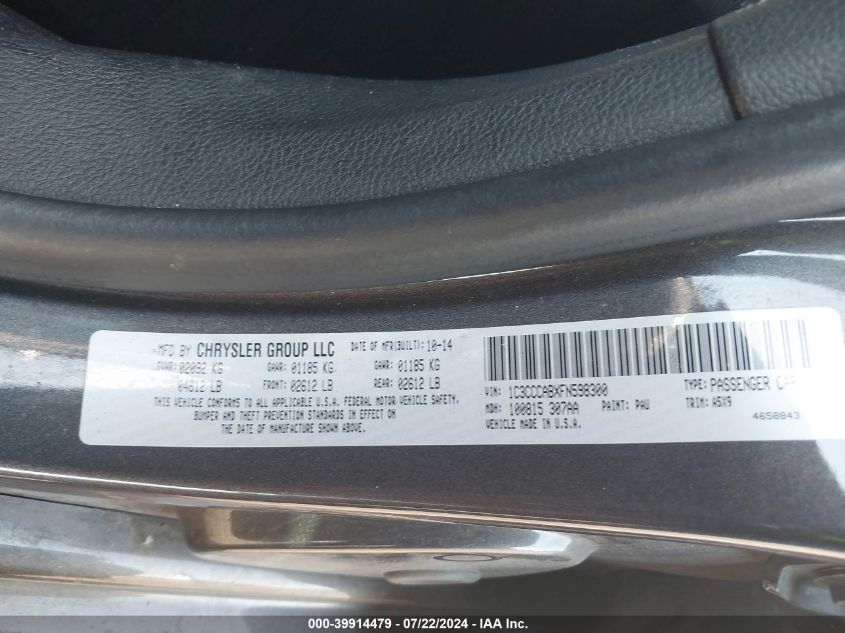 MFD BY CHRYSLER GROUP LLC DATE OF MFR(BUILT): 10-14
GVWR: 02092 KG GAWR: 01185 KG GAWR: 01185 KG
04612 LB FRONT: 02612 LB REAR: 02612 LB
THIS VEHICLE CONFORMS TO ALL APPLICABLE U.S.A. FEDERAL MOTOR VEHICLE SAFETY,
BUMPER AND THEFT PREVENTION STANDARDS IN EFFECT ON
THE DATE OF MANUFACTURE SHOWN ABOVE.
VIN: 1C3CCCABXFN598300 TYPE: PASSENGER CAR
MDH: 100815 307AA PAINT: PAU TRIM: A5X9
VEHICLE MADE IN U.S.A. 4658843
000-39914479 - 07/22/2024 - IAA Inc.